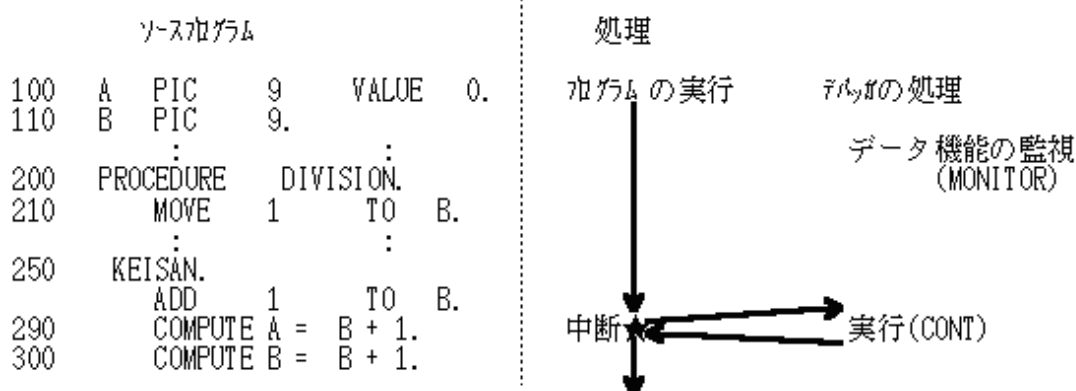 ソースプログラム
処理
100 A PIC 9 VALUE 0.
プログラム の実行
デバッガの処理
110 B PIC 9.
データ機能の監視
(MONITOR)
: :
200 PROCEDURE DIVISION.
210 MOVE 1 TO B.
: :
250 KEISAN.
ADD 1 TO B.
290 COMPUTE A = B + 1.
中断★
実行(CONT)
300 COMPUTE B = B + 1.